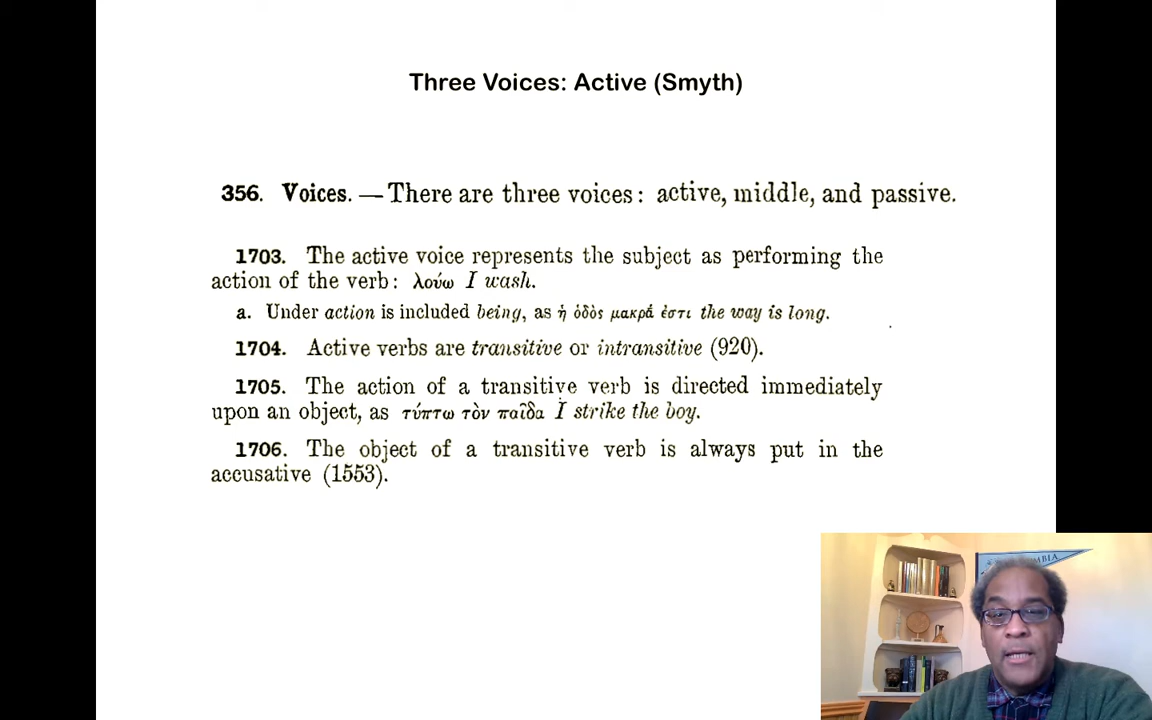 Three Voices: Active (Smyth)
356. Voices. — There are three voices: active, middle, and passive.
1703. The active voice represents the subject as performing the
action of the verb: λούω I wash.
a. Under action is included being, as ἡ ὁδὸς μακρά ἐστι the way is long.
1704. Active verbs are transitive or intransitive (920).
1705. The action of a transitive verb is directed immediately
upon an object, as τύπτω τὸν παῖδα I strike the boy.
1706. The object of a transitive verb is always put in the
accusative (1553).